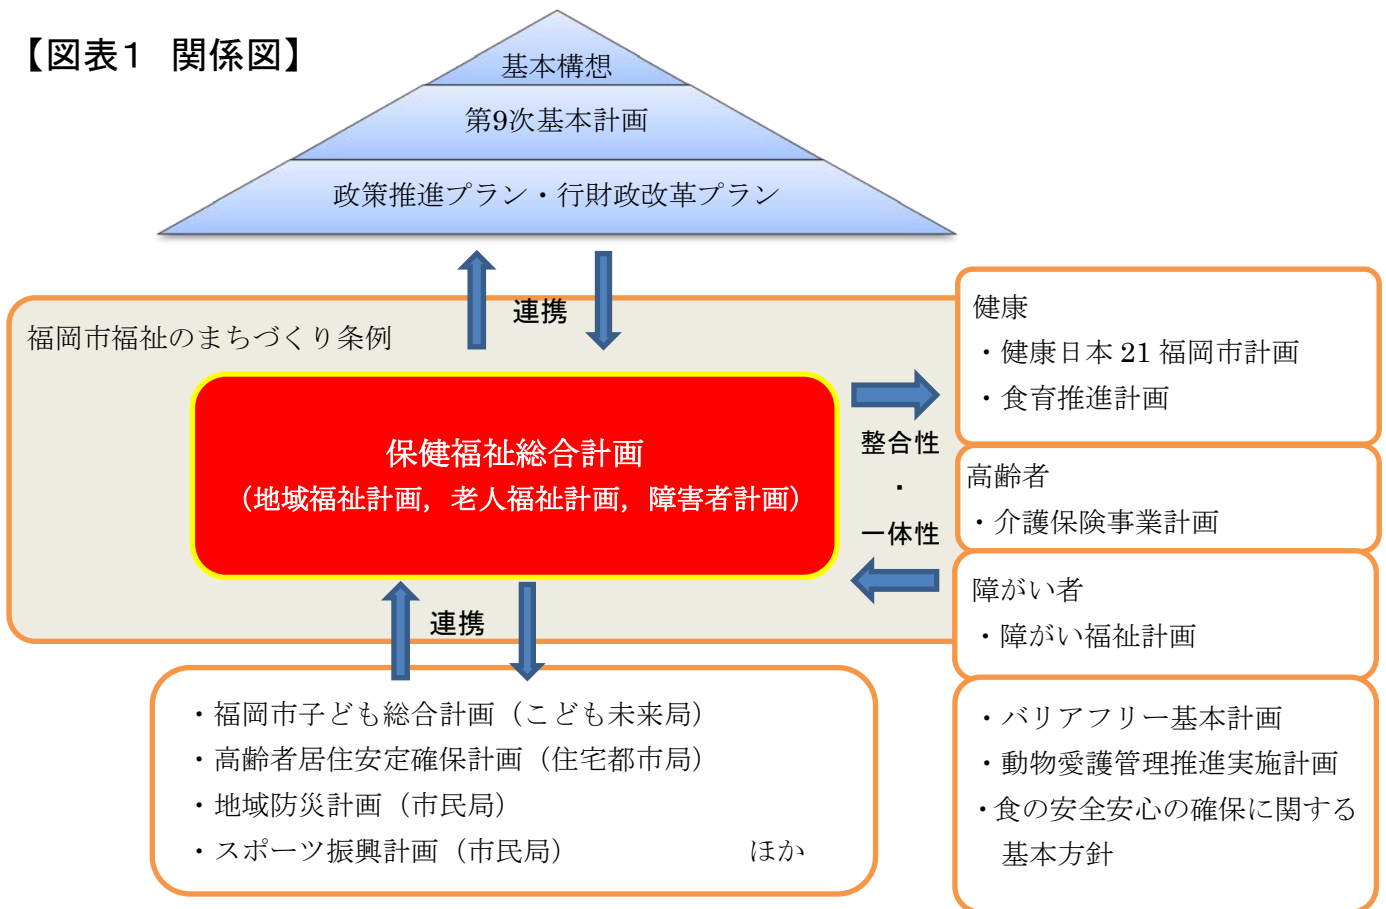 【図表１　関係図】
基本構想
第9次基本計画
政策推進プラン・行財政改革プラン
連携
福岡市福祉のまちづくり条例
保健福祉総合計画
（地域福祉計画，老人福祉計画，障害者計画）
整合性
・
一体性
連携
健康
・健康日本 21 福岡市計画
・食育推進計画
高齢者
・介護保険事業計画
障がい者
・障がい福祉計画
・バリアフリー基本計画
・動物愛護管理推進実施計画
・食の安全安心の確保に関する
基本方針
・福岡市子ども総合計画（こども未来局）
・高齢者居住安定確保計画（住宅都市局）
・地域防災計画（市民局）
・スポーツ振興計画（市民局）　　　　　ほか